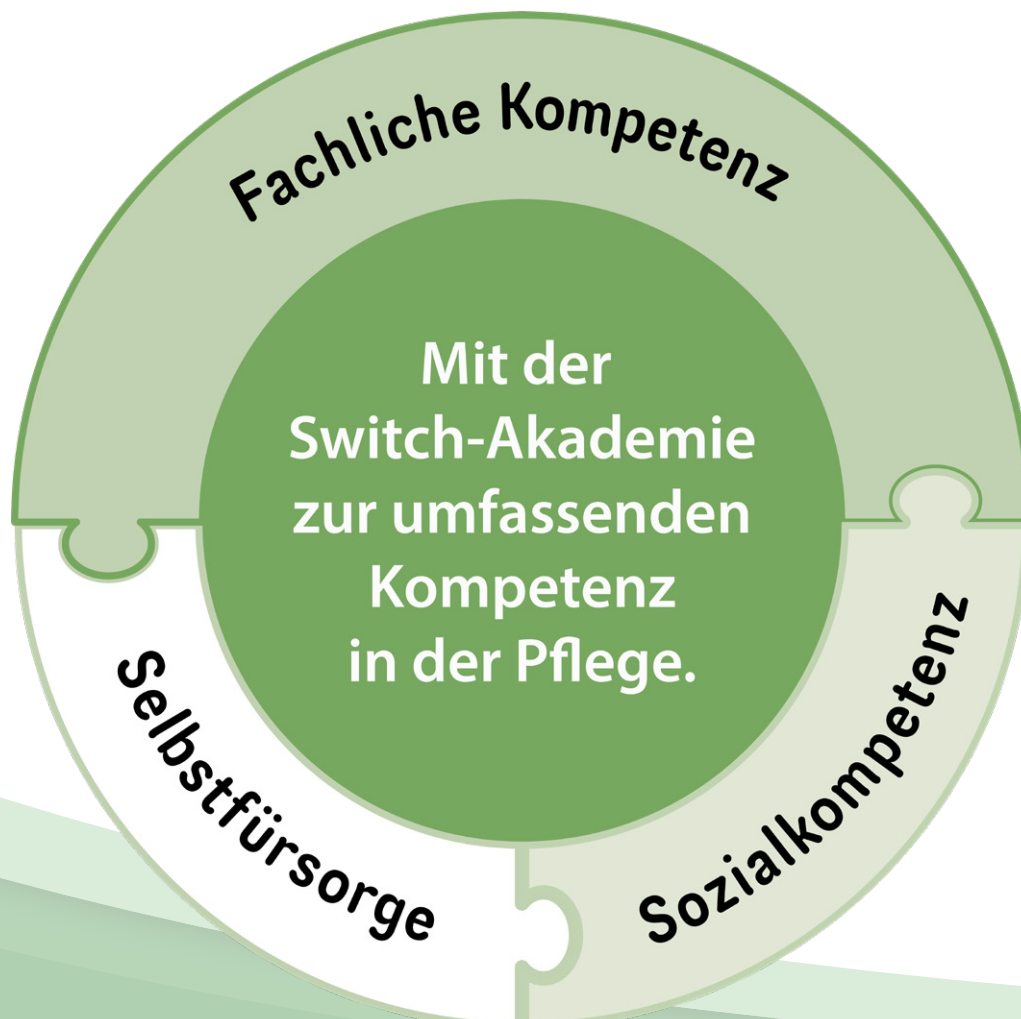 Fachliche Kompetenz
Mit der
Switch-Akademie
zur umfassenden
Kompetenz
in der Pflege.
Selbstfürsorge
Sozialkompetenz